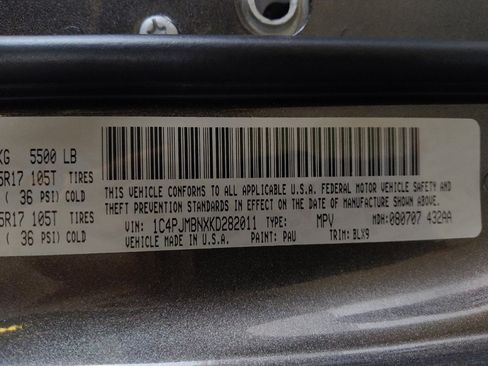 KG 5500 LB
5R17 105T TIRES
( 36 PSI) COLD
5R17 105T TIRES
( 36 PSI) COLD
THIS VEHICLE CONFORMS TO ALL APPLICABLE U.S.A. FEDERAL MOTOR VEHICLE SAFETY AND
THEFT PREVENTION STANDARDS IN EFFECT ON THE DATE OF MANUFACTURE SHOWN ABOVE.
VIN: 1C4PJMBNXKD282011 TYPE: MPV MDH: 080707 432AA
VEHICLE MADE IN U.S.A. PAINT: PAU TRIM: BLX9